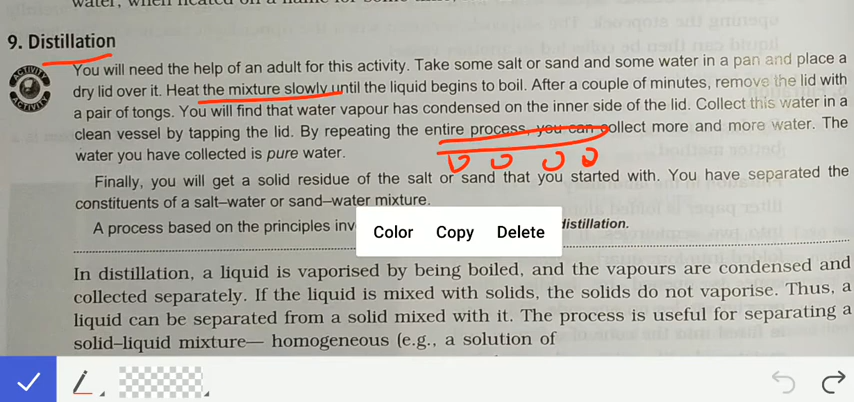 water, when heated on a flame for some
9. Distillation
ACTIVITY
ACTIVITY
You will need the help of an adult for this activity. Take some salt or sand and some water in a pan and place a
dry lid over it. Heat the mixture slowly until the liquid begins to boil. After a couple of minutes, remove the lid with
a pair of tongs. You will find that water vapour has condensed on the inner side of the lid. Collect this water in a
clean vessel by tapping the lid. By repeating the entire process, you can collect more and more water. The
water you have collected is pure water.
Finally, you will get a solid residue of the salt or sand that you started with. You have separated the
constituents of a salt–water or sand–water mixture.
A process based on the principles distillation.
Color Copy Delete
In distillation, a liquid is vaporised by being boiled, and the vapours are condensed and
collected separately. If the liquid is mixed with solids, the solids do not vaporise. Thus, a
liquid can be separated from a solid mixed with it. The process is useful for separating a
solid–liquid mixture— homogeneous (e.g., a solution of